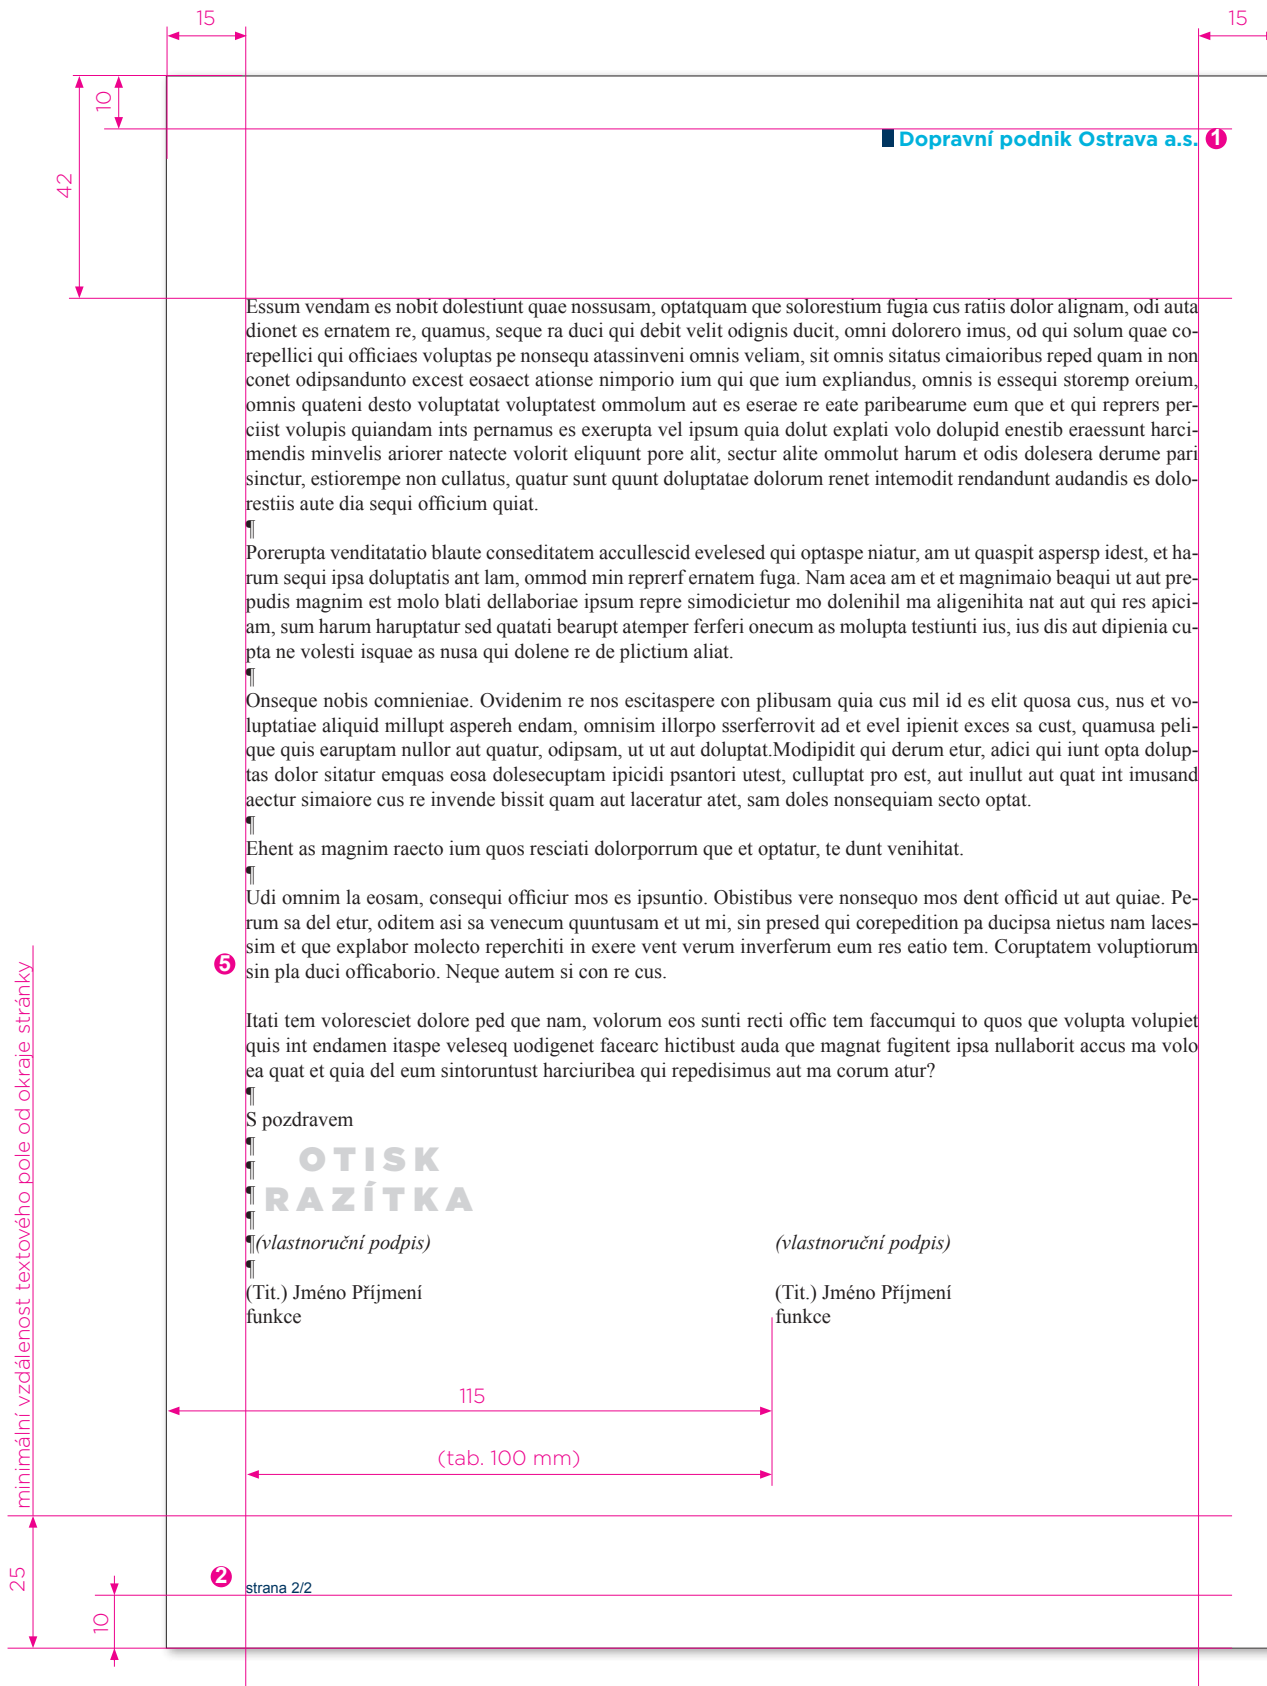 15
15
10
42
Dopravní podnik Ostrava a.s. 1
Essum vendam es nobit dolestiunt quae nossusam, optatquam que solorestium fugia cus ratiis dolor alignam, odi auta
dionet es ernatem re, quamus, seque ra duci qui debit velit odignis ducit, omni dolorero imus, od qui solum quae co-
repellici qui officiaes voluptas pe nonsequ atassinveni omnis veliam, sit omnis sitatus cimaioribus reped quam in non
conet odipsandunto excest eosaect ationse nimporio ium qui que ium expliandus, omnis is essequi storemp oreium,
omnis quateni desto voluptatat voluptatest ommolum aut es eserae re eate paribearume eum que et qui reprers per-
ciist volupis quiandam ints pernamus es exerupta vel ipsum quia dolut explati volo dolupid enestib eraessunt harci-
mendis minvelis ariorer natecte volorit eliquunt pore alit, sectur alite ommolut harum et odis dolesera derume pari
sinctur, estiorempe non cullatus, quatur sunt quunt doluptatae dolorum renet intemodit rendandunt audandis es dolo-
restiis aute dia sequi officium quiat.
¶
Porerupta venditatatio blaute conseditatem accullescid evelesed qui optaspe niatur, am ut quaspit aspersp idest, et ha-
rum sequi ipsa doluptatis ant lam, ommod min reprerf ernatem fuga. Nam acea am et et magnimaio beaqui ut aut pre-
pudis magnim est molo blati dellaboriae ipsum repre simodicietur mo dolenihil ma aligenihita nat aut qui res apici-
am, sum harum haruptatur sed quatati bearupt atemper ferferi onecum as molupta testiunti ius, ius dis aut dipienia cu-
pta ne volesti isquae as nusa qui dolene re de plictium aliat.
¶
Onseque nobis comnieniae. Ovidenim re nos escitaspere con plibusam quia cus mil id es elit quosa cus, nus et vo-
luptatiae aliquid millupt aspereh endam, omnisim illorpo sserferrovit ad et evel ipienit exces sa cust, quamusa peli-
que quis earuptam nullor aut quatur, odipsam, ut ut aut doluptat.Modipidit qui derum etur, adici qui iunt opta dolup-
tas dolor sitatur emquas eosa dolesecuptam ipicidi psantori utest, culluptat pro est, aut inullut aut quat int imusand
aectur simaiore cus re invende bissit quam aut laceratur atet, sam doles nonsequiam secto optat.
¶
Ehent as magnim raecto ium quos resciati dolorporrum que et optatur, te dunt venihitat.
¶
Udi omnim la eosam, consequi officiur mos es ipsuntio. Obistibus vere nonsequo mos dent officid ut aut quiae. Pe-
rum sa del etur, oditem asi sa venecum quuntusam et ut mi, sin presed qui corepedition pa ducipsa nietus nam laces-
sim et que explabor molecto reperchiti in exere vent verum inverferum eum res eatio tem. Coruptatem voluptiorum
5 sin pla duci officaborio. Neque autem si con re cus.
Itati tem voloresciet dolore ped que nam, volorum eos sunti recti offic tem faccumqui to quos que volupta volupiet
quis int endamen itaspe veleseq uodigenet facearc hictibust auda que magnat fugitent ipsa nullaborit accus ma volo
ea quat et quia del eum sintoruntust harciuribea qui repedisimus aut ma corum atur?
¶
S pozdravem
¶
¶ OTISK
¶ RAZÍTKA
¶
¶(vlastnoruční podpis) (vlastnoruční podpis)
¶
(Tit.) Jméno Příjmení (Tit.) Jméno Příjmení
funkce funkce
115
(tab. 100 mm)
minimální vzdálenost textového pole od okraje stránky
25
2 strana 2/2
10